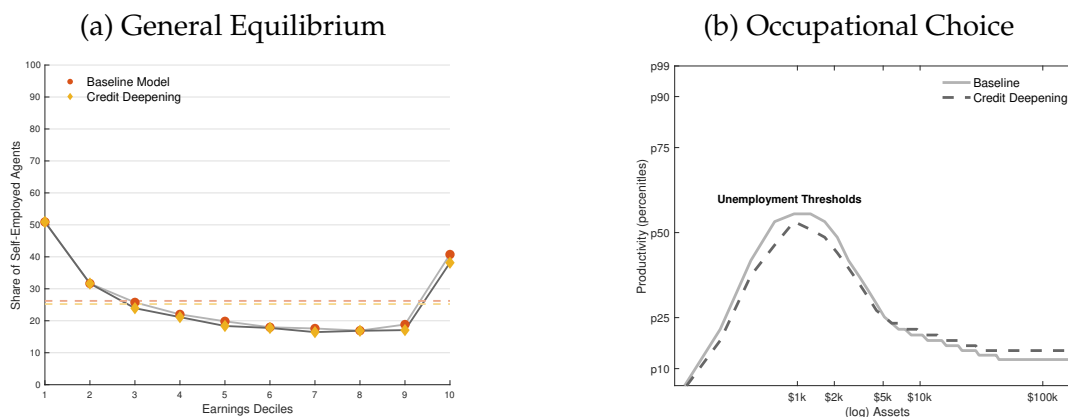 (a) General Equilibrium
100
90
80
70
60
50
40
30
20
10
0
Share of Self-Employed Agents
Baseline Model
Credit Deepening
1 2 3 4 5 6 7 8 9 10
Earnings Deciles
(b) Occupational Choice
p99
p90
p75
p50
p25
p10
Productivity (percenitles)
Baseline
Credit Deepening
Unemployment Thresholds
$1k $2k $5k $10k $100k
(log) Assets